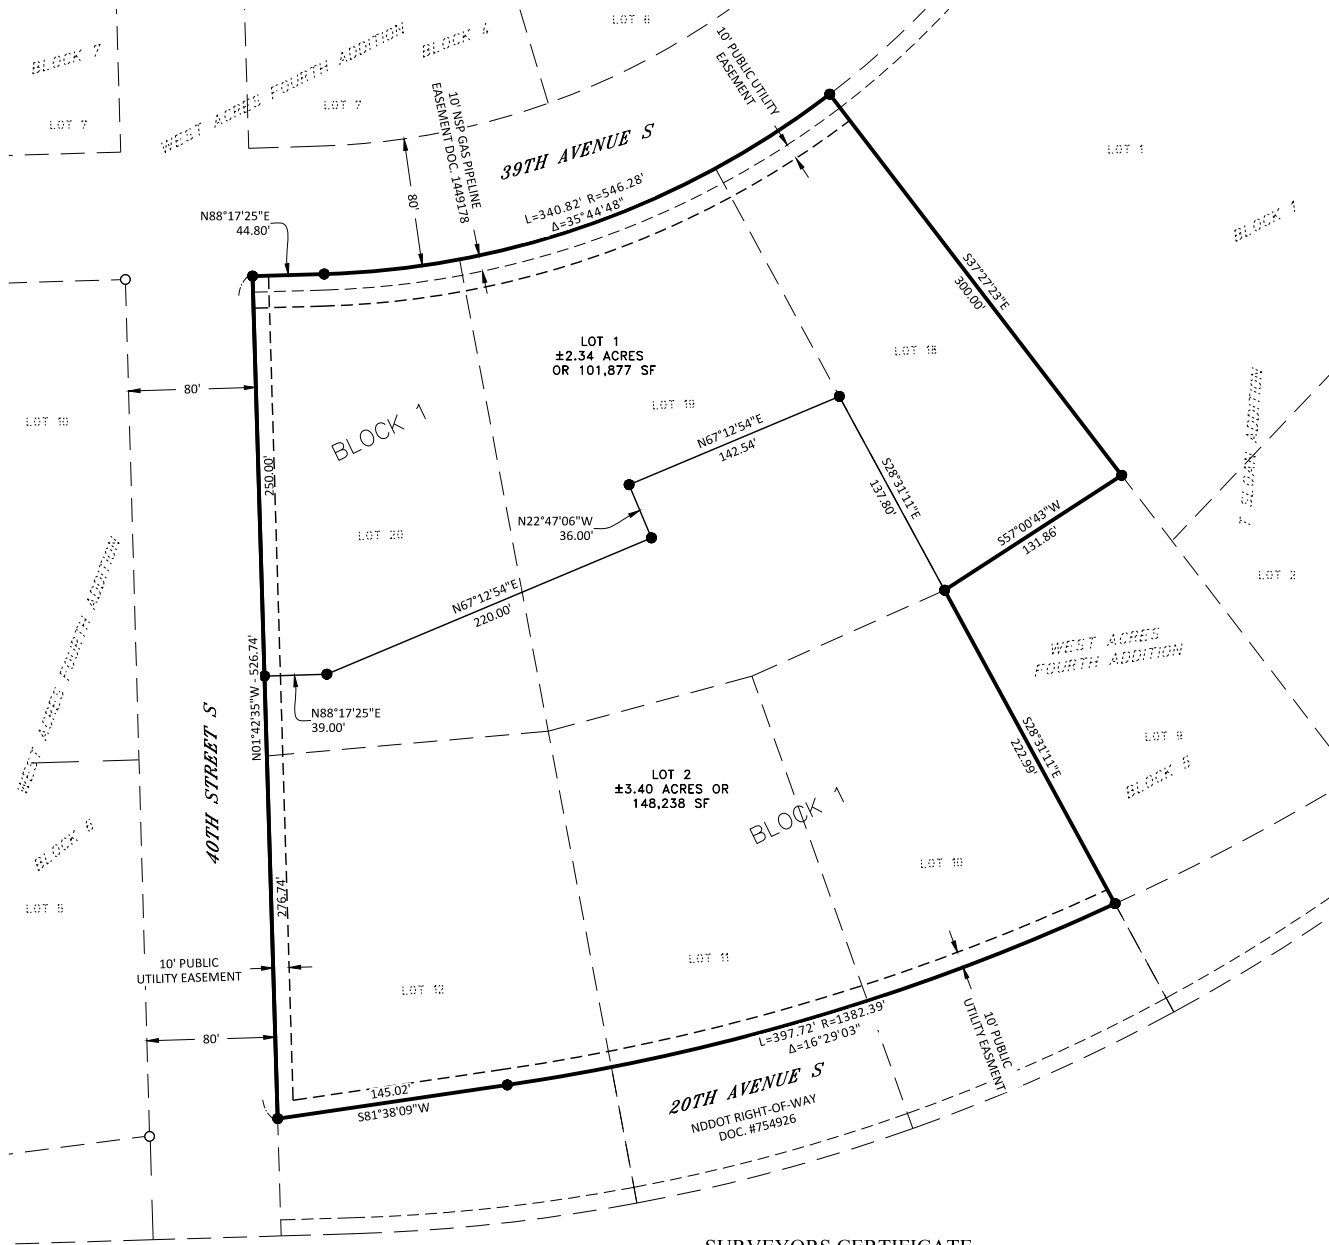 BLOCK 7
LOT 7
WEST ACRES FOURTH ADDITION
BLOCK 4
LOT 7
LOT 6
10' PUBLIC UTILITY
EASEMENT
10' NSP GAS PIPELINE
EASEMENT DOC. 1449178
39TH AVENUE S
80'
L=340.82' R=546.28'
Δ=35°44'48"
N88°17'25"E
44.80'
LOT 1
BLOCK 1
S37°27'23"E
300.00'
LOT 1
±2.34 ACRES
OR 101,877 SF
LOT 18
80'
LOT 19
BLOCK 1
N67°12'54"E
142.54'
250.00'
S28°31'11"E
137.80'
N22°47'06"W
36.00'
LOT 20
S57°00'43"W
131.86'
LOT 2
N67°12'54"E
220.00'
WEST ACRES FOURTH ADDITION
WEST ACRES
FOURTH ADDITION
N01°42'35"W - 526.74'
N88°17'25"E
39.00'
S28°31'11"E
222.99'
LOT 9
BLOCK 5
40TH STREET S
LOT 2
±3.40 ACRES OR
148,238 SF
BLOCK 1
BLOCK 6
LOT 10
276.74'
LOT 5
10' PUBLIC
UTILITY EASEMENT
LOT 11
LOT 12
80'
L=397.72' R=1382.39'
Δ=16°29'03"
10' PUBLIC
UTILITY EASMENT
145.02'
S81°38'09"W
20TH AVENUE S
NDDOT RIGHT-OF-WAY
DOC. #754926
SURVEYORS CERTIFICATE